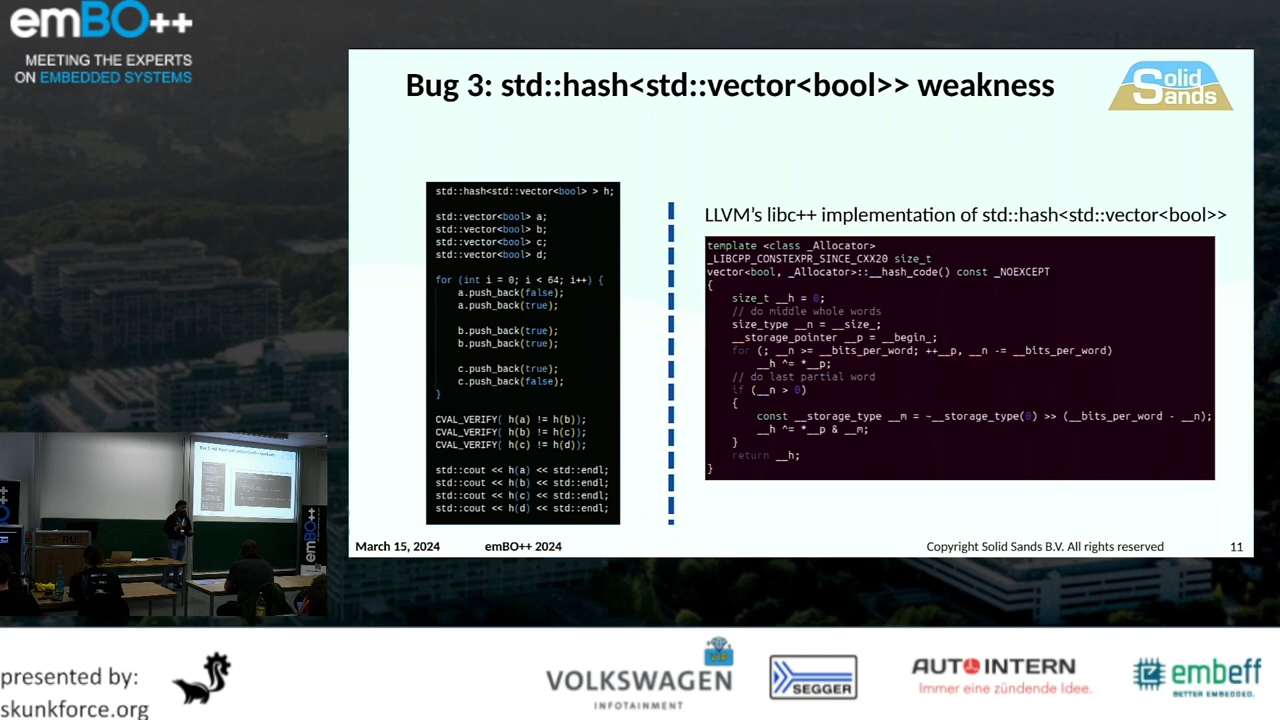 emBO++
MEETING THE EXPERTS
ON EMBEDDED SYSTEMS
Bug 3: std::hash<std::vector<bool>> weakness
Solid
Sands
std::hash<std::vector<bool> > h;
std::vector<bool> a;
std::vector<bool> b;
std::vector<bool> c;
std::vector<bool> d;
for (int i = 0; i < 64; i++) {
a.push_back(false);
a.push_back(true);
b.push_back(true);
b.push_back(true);
c.push_back(true);
c.push_back(false);
}
CVAL_VERIFY( h(a) != h(b));
CVAL_VERIFY( h(b) != h(c));
CVAL_VERIFY( h(c) != h(d));
std::cout << h(a) << std::endl;
std::cout << h(b) << std::endl;
std::cout << h(c) << std::endl;
std::cout << h(d) << std::endl;
LLVM's libc++ implementation of std::hash<std::vector<bool>>
template <class _Allocator>
_LIBCPP_CONSTEXPR_SINCE_CXX20 size_t
vector<bool, _Allocator>::__hash_code() const _NOEXCEPT
{
size_t __h = 0;
// do middle whole words
size_type __n = __size_;
__storage_pointer __p = __begin_;
for (; __n >= __bits_per_word; ++__p, __n -= __bits_per_word)
__h ^= *__p;
// do last partial word
if (__n > 0)
{
const __storage_type __m = ~__storage_type(0) >> (__bits_per_word - __n);
__h ^= *__p & __m;
}
return __h;
}
March 15, 2024 emBO++ 2024 Copyright Solid Sands B.V. All rights reserved 11
presented by:
skunkforce.org
VOLKSWAGEN
INFOTAINMENT
SEGGER
AUTOINTERN
Immer eine zündende Idee.
embeff
BETTER EMBEDDED.